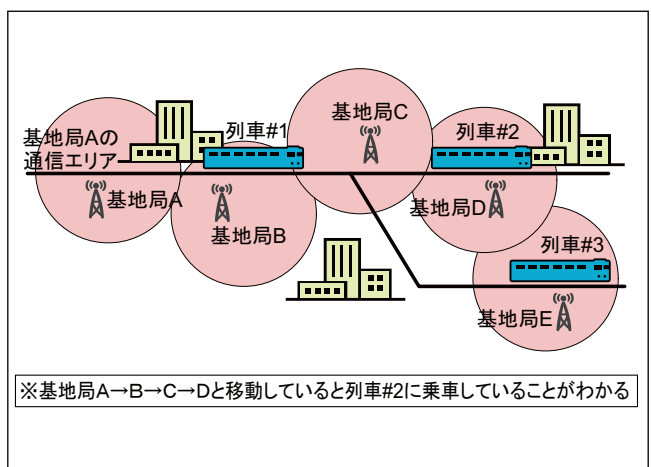 基地局C
列車#1
列車#2
基地局Aの
通信エリア
基地局A
基地局D
基地局B
列車#3
基地局E
※基地局A→B→C→Dと移動していると列車#2に乗車していることがわかる